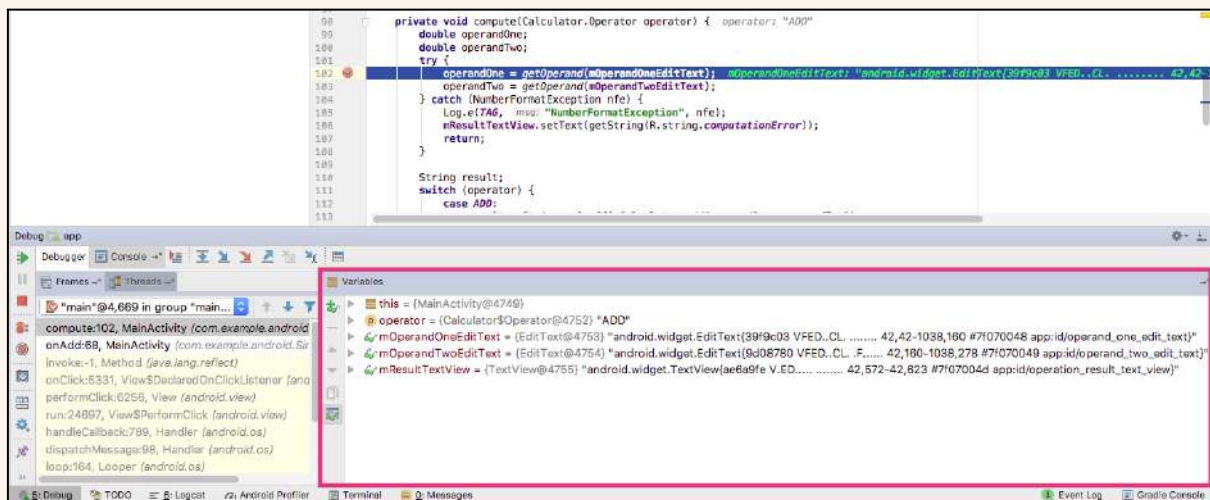 98 private void compute(Calculator.Operator operator) { operator: "ADD"
99 double operandOne;
100 double operandTwo;
101 try {
102 operandOne = getOperand(mOperandOneEditText); mOperandOneEditText: "android.widget.EditText{39f9c03 VFED..CL. ........ 42,42-1
103 operandTwo = getOperand(mOperandTwoEditText);
104 } catch (NumberFormatException nfe) {
105 Log.e(TAG, msg: "NumberFormatException", nfe);
106 mResultTextView.setText(getString(R.string.computationError));
107 return;
108 }
109
110 String result;
111 switch (operator) {
112 case ADD:
113
Debug app
Debugger Console
Frames Threads
"main"@4,669 in group "main...
compute:102, MainActivity (com.example.android
onAdd:68, MainActivity (com.example.android.Sim
invoke:-1, Method (java.lang.reflect)
onClick:5331, View$DeclaredOnClickListener (and
performClick:6256, View (android.view)
run:24697, View$PerformClick (android.view)
handleCallback:789, Handler (android.os)
dispatchMessage:98, Handler (android.os)
loop:164, Looper (android.os)
Variables
this = {MainActivity@4749}
operator = {Calculator$Operator@4752} "ADD"
mOperandOneEditText = {EditText@4753} "android.widget.EditText{39f9c03 VFED..CL. ........ 42,42-1038,160 #7f070048 app:id/operand_one_edit_text}"
mOperandTwoEditText = {EditText@4754} "android.widget.EditText{9d08780 VFED..CL. .F...... 42,160-1038,278 #7f070049 app:id/operand_two_edit_text}"
mResultTextView = {TextView@4755} "android.widget.TextView{ae6a9fe V.ED..... ........ 42,572-42,623 #7f07004d app:id/operation_result_text_view}"
5: Debug TODO 6: Logcat Android Profiler Terminal 0: Messages Event Log Gradle Console